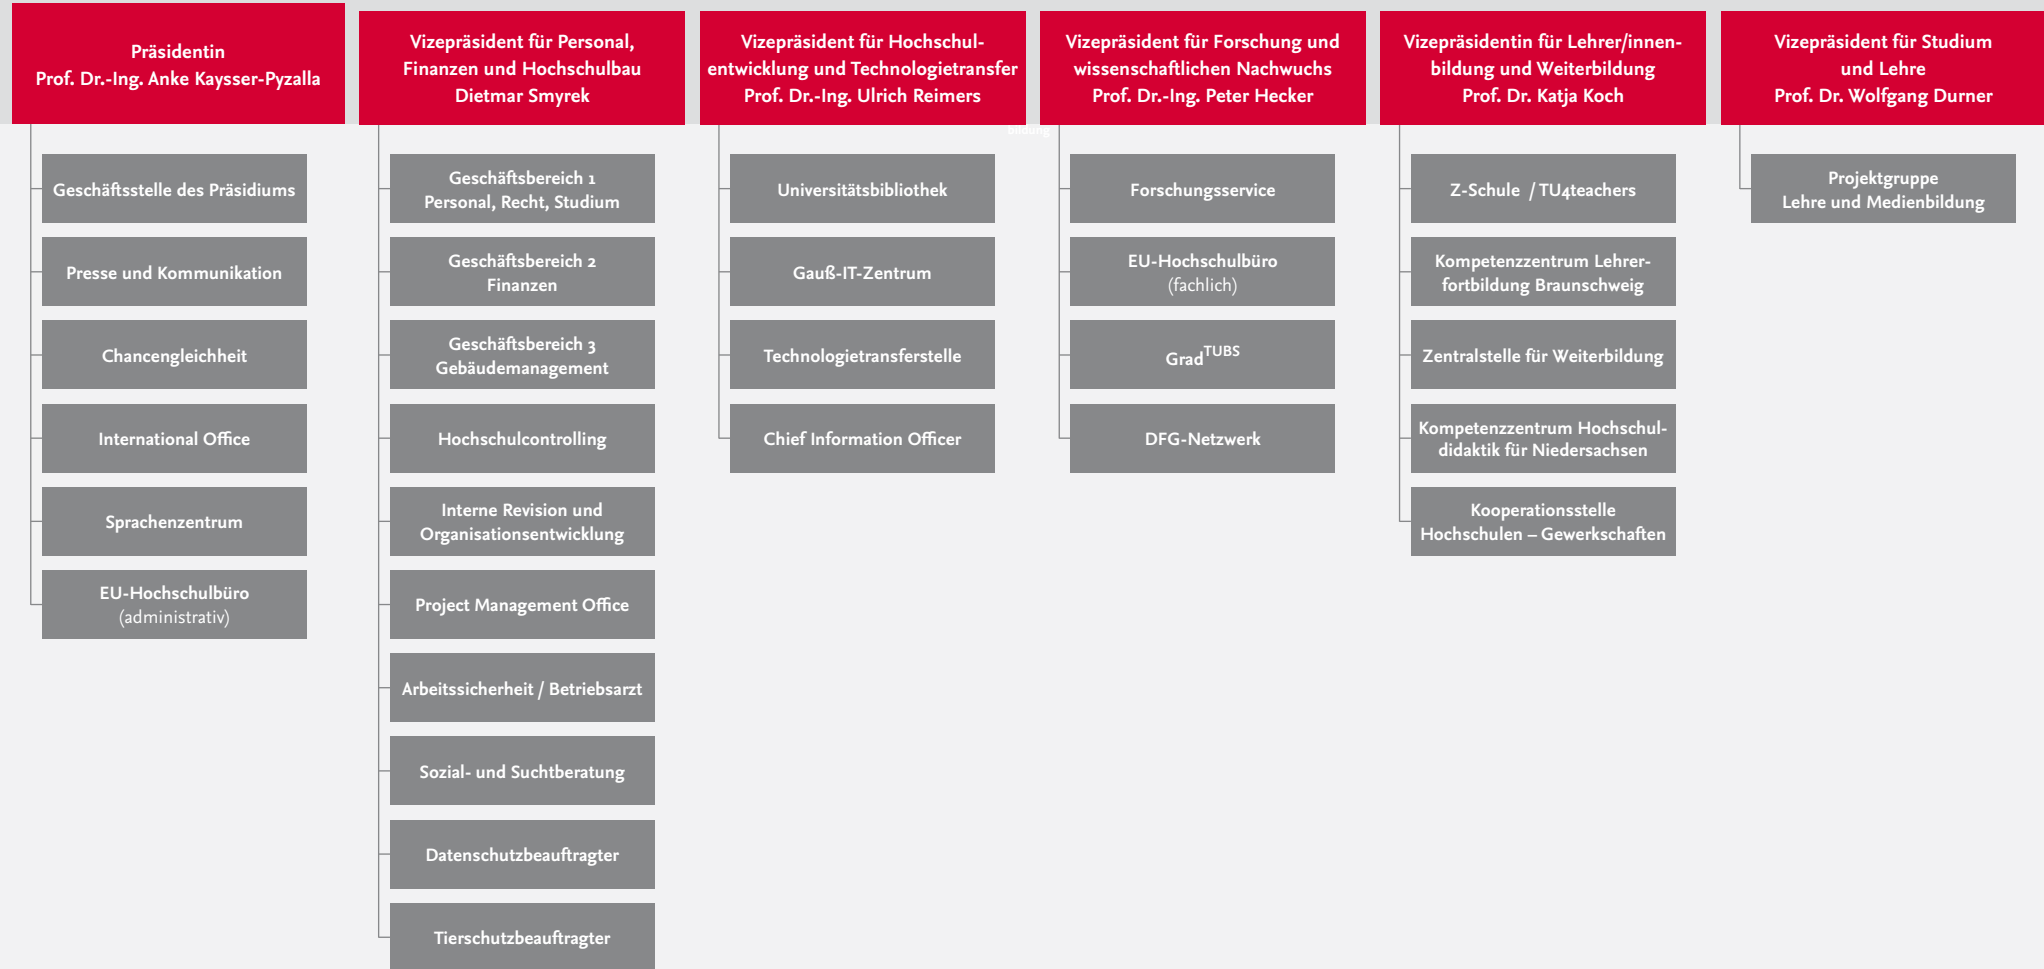 Präsidentin
Prof. Dr.-Ing. Anke Kaysser-Pyzalla
Geschäftsstelle des Präsidiums
Presse und Kommunikation
Chancengleichheit
International Office
Sprachenzentrum
EU-Hochschulbüro
(administrativ)
Vizepräsident für Personal,
Finanzen und Hochschulbau
Dietmar Smyrek
Geschäftsbereich 1
Personal, Recht, Studium
Geschäftsbereich 2
Finanzen
Geschäftsbereich 3
Gebäudemanagement
Hochschulcontrolling
Interne Revision und
Organisationsentwicklung
Project Management Office
Arbeitssicherheit / Betriebsarzt
Sozial- und Suchtberatung
Datenschutzbeauftragter
Tierschutzbeauftragter
Vizepräsident für Hochschul-
entwicklung und Technologietransfer
Prof. Dr.-Ing. Ulrich Reimers
bildung
Universitätsbibliothek
Gauß-IT-Zentrum
Technologietransferstelle
Chief Information Officer
Vizepräsident für Forschung und
wissenschaftlichen Nachwuchs
Prof. Dr.-Ing. Peter Hecker
Forschungsservice
EU-Hochschulbüro
(fachlich)
GradTUBS
DFG-Netzwerk
Vizepräsidentin für Lehrer/innen-
bildung und Weiterbildung
Prof. Dr. Katja Koch
Z-Schule / TU4teachers
Kompetenzzentrum Lehrer-
fortbildung Braunschweig
Zentralstelle für Weiterbildung
Kompetenzzentrum Hochschul-
didaktik für Niedersachsen
Kooperationsstelle
Hochschulen – Gewerkschaften
Vizepräsident für Studium
und Lehre
Prof. Dr. Wolfgang Durner
Projektgruppe
Lehre und Medienbildung